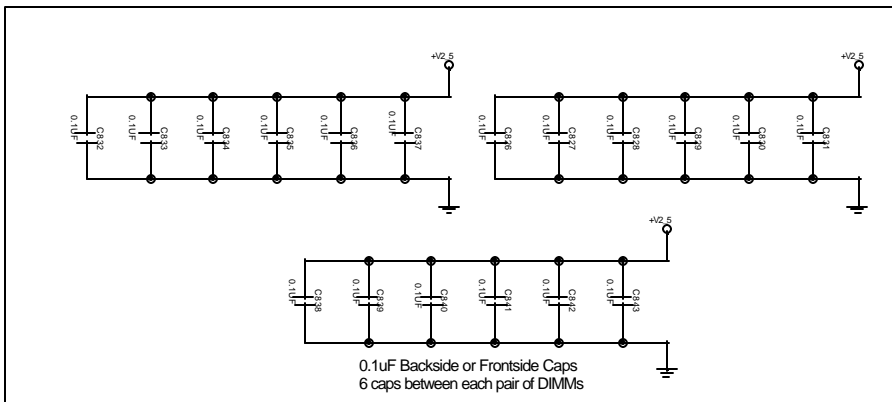 +V2_5
+V2_5
0.1UF
C832
0.1UF
C833
0.1UF
C834
0.1UF
C835
0.1UF
C836
0.1UF
C837
0.1UF
C826
0.1UF
C827
0.1UF
C828
0.1UF
C829
0.1UF
C830
0.1UF
C831
+V2_5
0.1UF
C838
0.1UF
C839
0.1UF
C840
0.1UF
C841
0.1UF
C842
0.1UF
C843
0.1uF Backside or Frontside Caps
6 caps between each pair of DIMMs